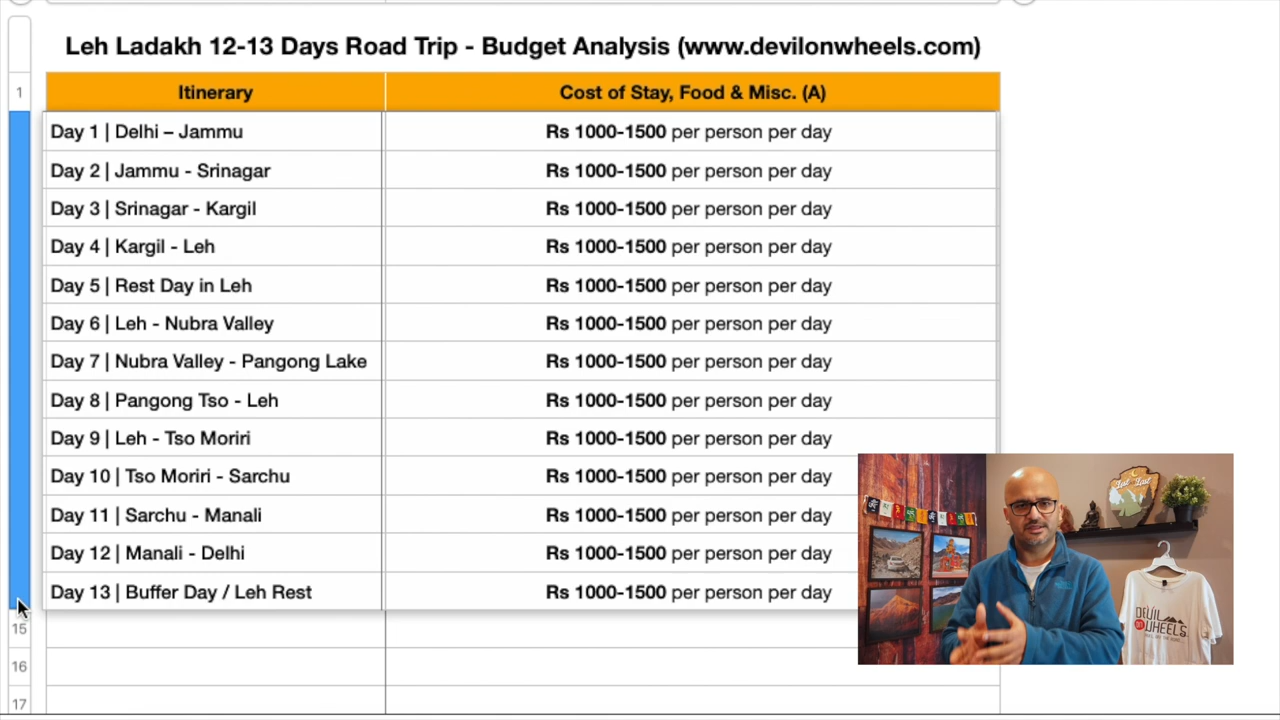 Leh Ladakh 12-13 Days Road Trip - Budget Analysis (www.devilonwheels.com)
1 Itinerary Cost of Stay, Food & Misc. (A)
Day 1 | Delhi – Jammu Rs 1000-1500 per person per day
Day 2 | Jammu - Srinagar Rs 1000-1500 per person per day
Day 3 | Srinagar - Kargil Rs 1000-1500 per person per day
Day 4 | Kargil - Leh Rs 1000-1500 per person per day
Day 5 | Rest Day in Leh Rs 1000-1500 per person per day
Day 6 | Leh - Nubra Valley Rs 1000-1500 per person per day
Day 7 | Nubra Valley - Pangong Lake Rs 1000-1500 per person per day
Day 8 | Pangong Tso - Leh Rs 1000-1500 per person per day
Day 9 | Leh - Tso Moriri Rs 1000-1500 per person per day
Day 10 | Tso Moriri - Sarchu Rs 1000-1500 per person per day
Day 11 | Sarchu - Manali Rs 1000-1500 per person per day
Day 12 | Manali - Delhi Rs 1000-1500 per person per day
Day 13 | Buffer Day / Leh Rest Rs 1000-1500 per person per day
15
16
17
DEVIL
ON WHEELS